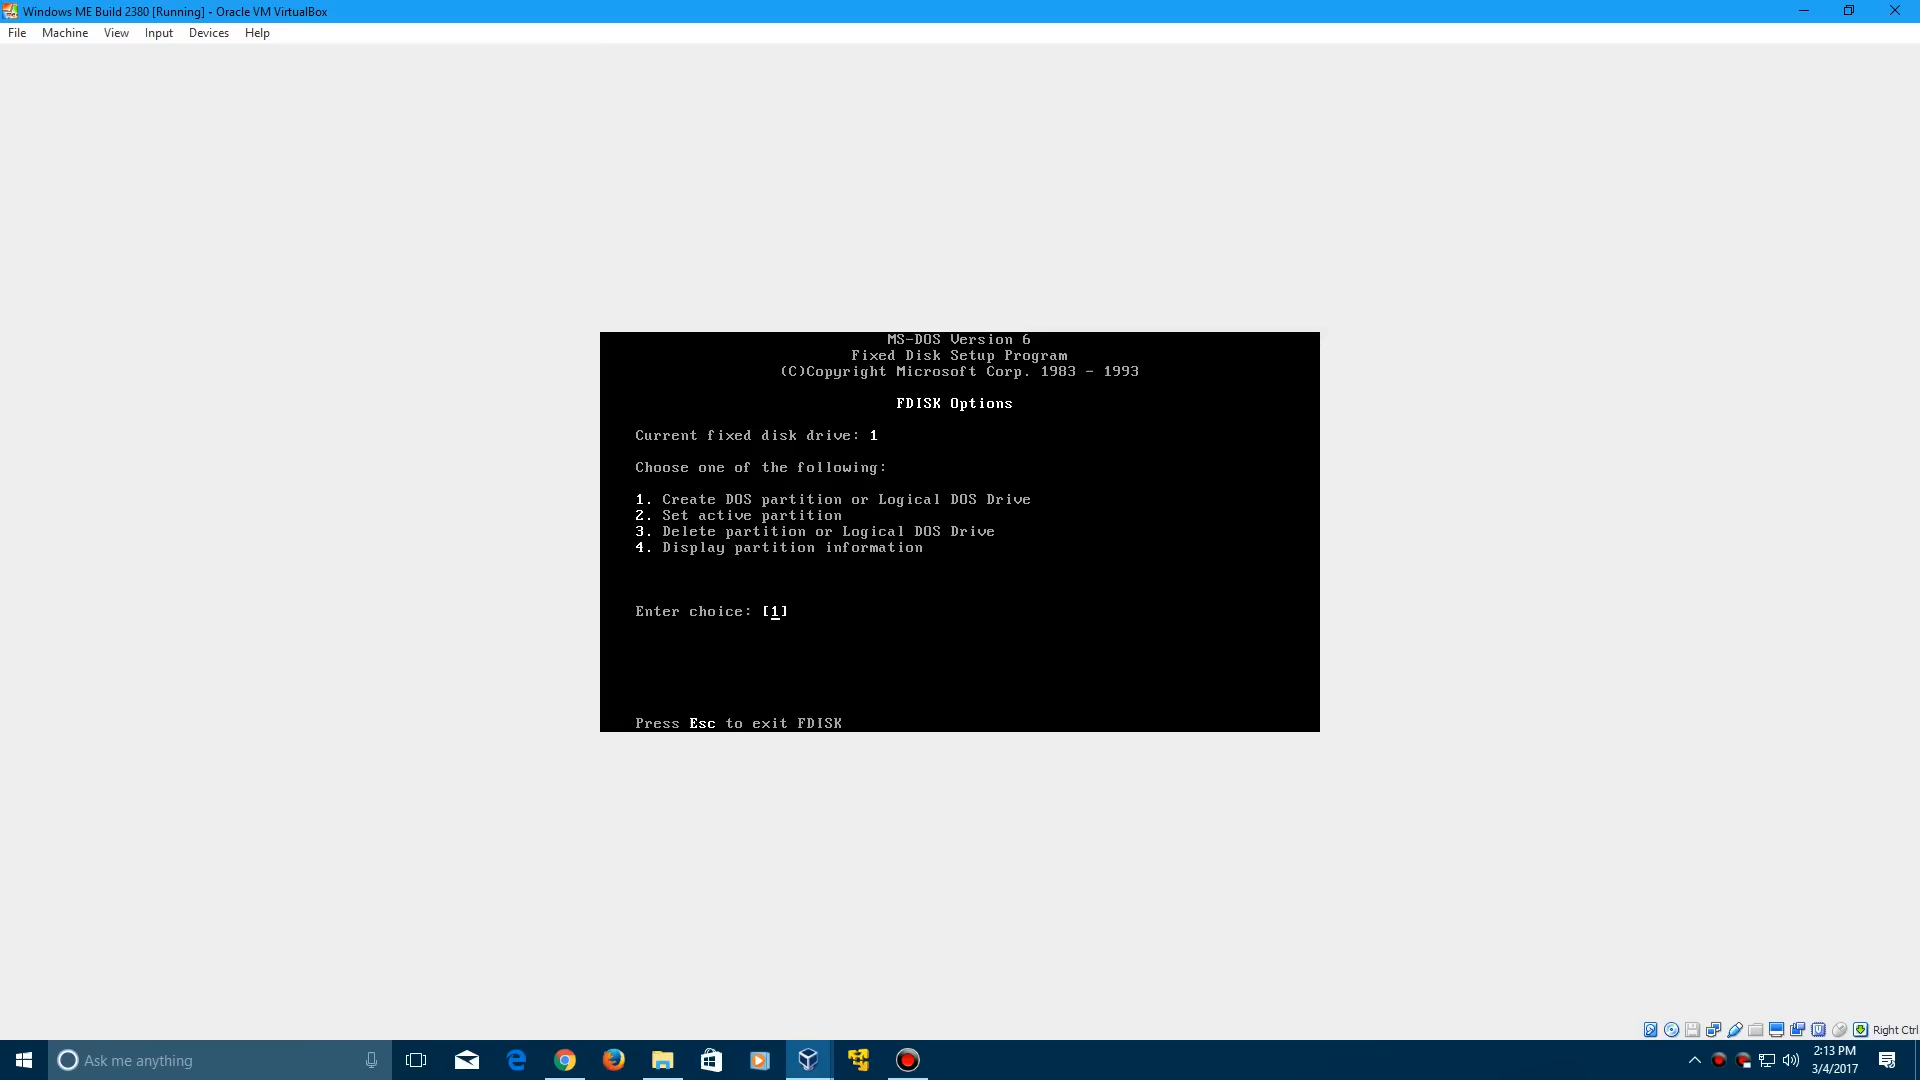 Windows ME Build 2380 [Running] - Oracle VM VirtualBox
File Machine View Input Devices Help
MS-DOS Version 6
Fixed Disk Setup Program
(C)Copyright Microsoft Corp. 1983 - 1993
FDISK Options
Current fixed disk drive: 1
Choose one of the following:
1. Create DOS partition or Logical DOS Drive
2. Set active partition
3. Delete partition or Logical DOS Drive
4. Display partition information
Enter choice: [1]
Press Esc to exit FDISK
Right Ctrl
Ask me anything
2:13 PM
3/4/2017